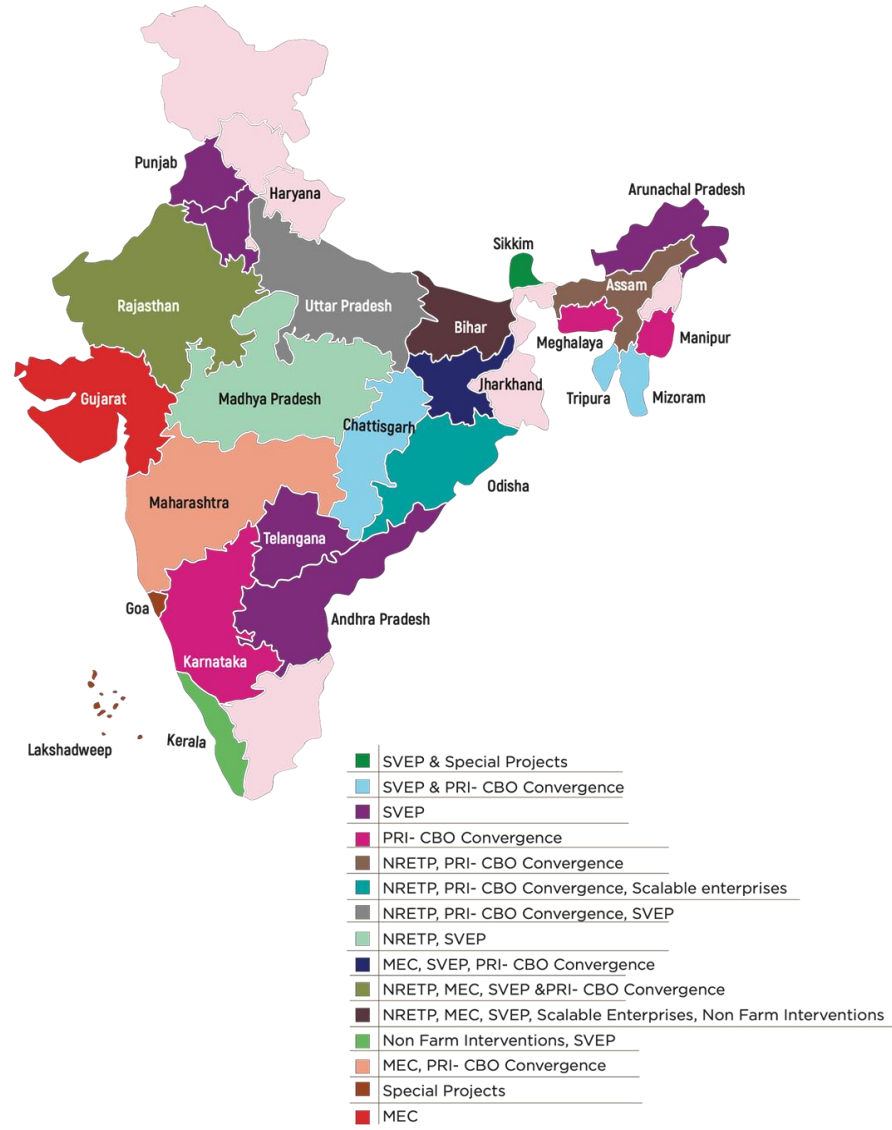 Punjab
Haryana
Arunachal Pradesh
Sikkim
Assam
Rajasthan
Uttar Pradesh
Bihar
Meghalaya
Manipur
Jharkhand
Gujarat
Madhya Pradesh
Tripura
Mizoram
Chattisgarh
Odisha
Maharashtra
Telangana
Goa
Andhra Pradesh
Karnataka
Kerala
Lakshadweep
SVEP & Special Projects
SVEP & PRI- CBO Convergence
SVEP
PRI- CBO Convergence
NRETP, PRI- CBO Convergence
NRETP, PRI- CBO Convergence, Scalable enterprises
NRETP, PRI- CBO Convergence, SVEP
NRETP, SVEP
MEC, SVEP, PRI- CBO Convergence
NRETP, MEC, SVEP &PRI- CBO Convergence
NRETP, MEC, SVEP, Scalable Enterprises, Non Farm Interventions
Non Farm Interventions, SVEP
MEC, PRI- CBO Convergence
Special Projects
MEC